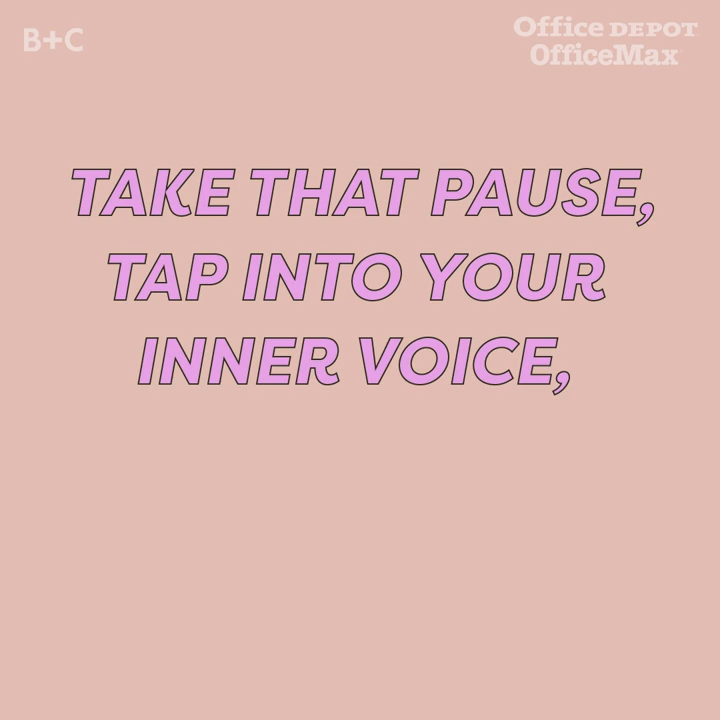 B+C
Office DEPOT
OfficeMax
TAKE THAT PAUSE,
TAP INTO YOUR
INNER VOICE,